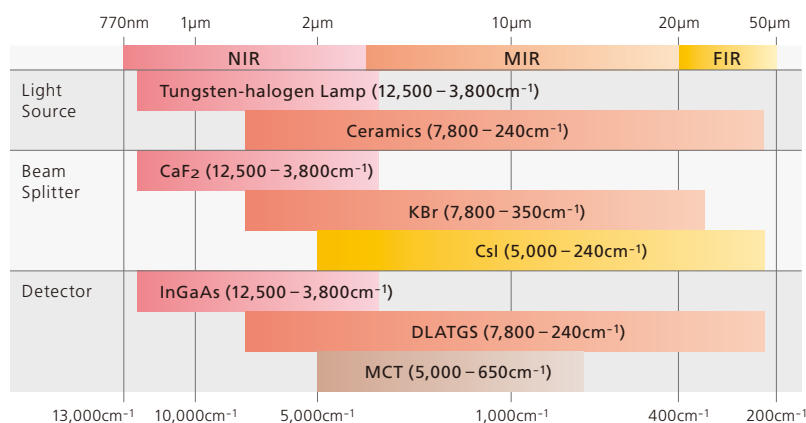 770nm 1µm 2µm 10µm 20µm 50µm
NIR MIR FIR
Light
Source
Tungsten-halogen Lamp (12,500 – 3,800cm⁻¹)
Ceramics (7,800 – 240cm⁻¹)
Beam
Splitter
CaF₂ (12,500 – 3,800cm⁻¹)
KBr (7,800 – 350cm⁻¹)
CsI (5,000 – 240cm⁻¹)
Detector
InGaAs (12,500 – 3,800cm⁻¹)
DLATGS (7,800 – 240cm⁻¹)
MCT (5,000 – 650cm⁻¹)
13,000cm⁻¹ 10,000cm⁻¹ 5,000cm⁻¹ 1,000cm⁻¹ 400cm⁻¹ 200cm⁻¹